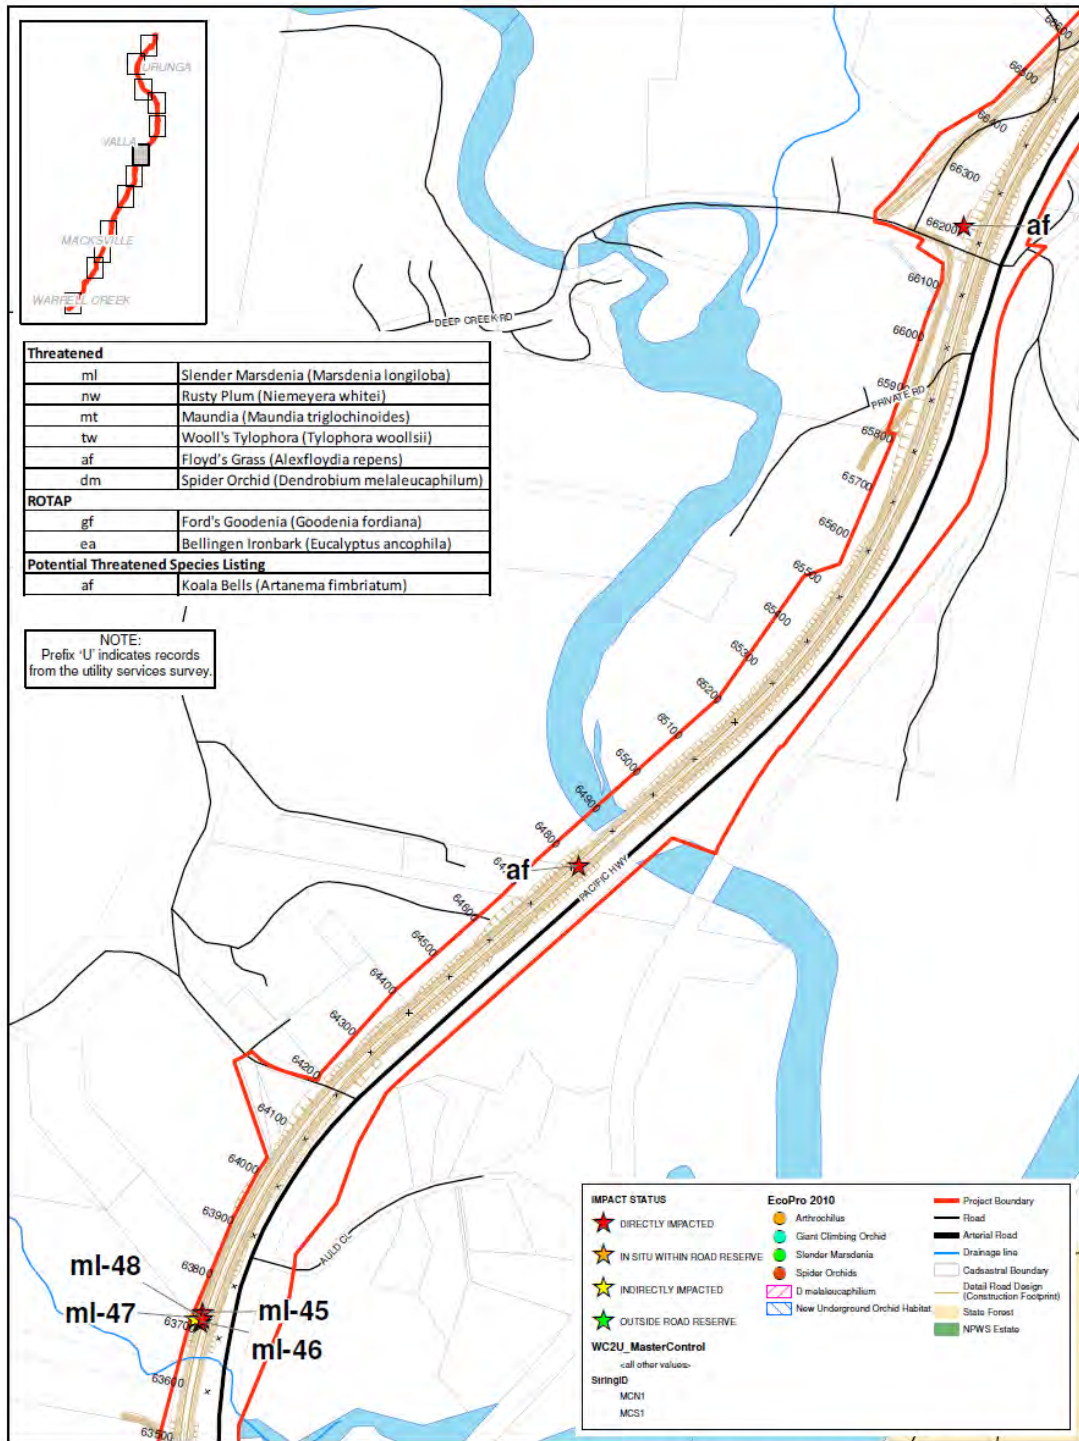 URUNGA
VALLA
MACKSVILLE
WARRELL CREEK
Threatened
ml Slender Marsdenia (Marsdenia longiloba)
nw Rusty Plum (Niemeyera whitei)
mt Maundia (Maundia triglochinoides)
tw Wooll's Tylophora (Tylophora woollsii)
af Floyd's Grass (Alexfloydia repens)
dm Spider Orchid (Dendrobium melaleucaphilum)
ROTAP
gf Ford's Goodenia (Goodenia fordiana)
ea Bellingen Ironbark (Eucalyptus ancophila)
Potential Threatened Species Listing
af Koala Bells (Artanema fimbriatum)
NOTE:
Prefix 'U' indicates records
from the utility services survey.
66600
66500
66400
66300
66200
af
66100
66000
65900
PRIVATE RD
65800
65700
65600
65500
65400
65300
65200
65100
65000
64900
64800
DEEP CREEK RD
af
PACIFIC HWY
64600
64500
64400
64300
64200
64100
64000
63900
63800
63700
63600
63500
AULD CL
ml-48
ml-47
ml-45
ml-46
IMPACT STATUS
DIRECTLY IMPACTED
IN SITU WITHIN ROAD RESERVE
INDIRECTLY IMPACTED
OUTSIDE ROAD RESERVE
WC2U_MasterControl
<all other values>
StringID
MCN1
MCS1
EcoPro 2010
Arthrochilus
Giant Climbing Orchid
Slender Marsdenia
Spider Orchids
D melaleucaphilium
New Underground Orchid Habitat
Project Boundary
Road
Arterial Road
Drainage line
Cadsastral Boundary
Detail Road Design
(Construction Footprint)
State Forest
NPWS Estate